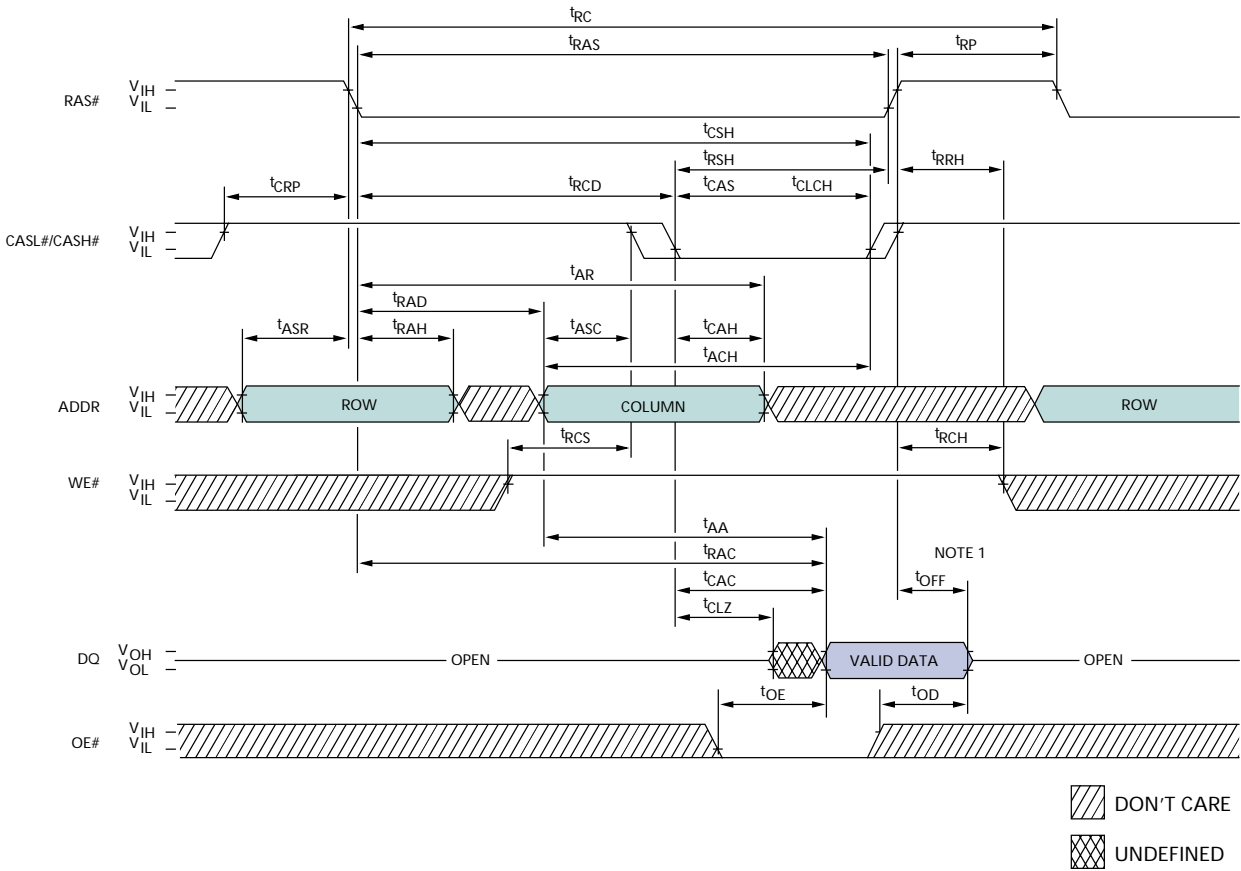 tRC
tRAS
tRP
RAS#
VIH
VIL
tCSH
tRSH
tRRH
tCRP
tRCD
tCAS
tCLCH
CASL#/CASH#
VIH
VIL
tAR
tRAD
tASR
tRAH
tASC
tCAH
tACH
ADDR
VIH
VIL
ROW
COLUMN
ROW
tRCS
tRCH
WE#
VIH
VIL
tAA
tRAC
NOTE 1
tCAC
tOFF
tCLZ
DQ
VOH
VOL
OPEN
VALID DATA
OPEN
tOE
tOD
OE#
VIH
VIL
DON'T CARE
UNDEFINED